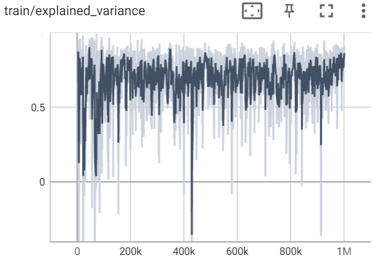 train/explained_variance
0.5
0
0 200k 400k 600k 800k 1M